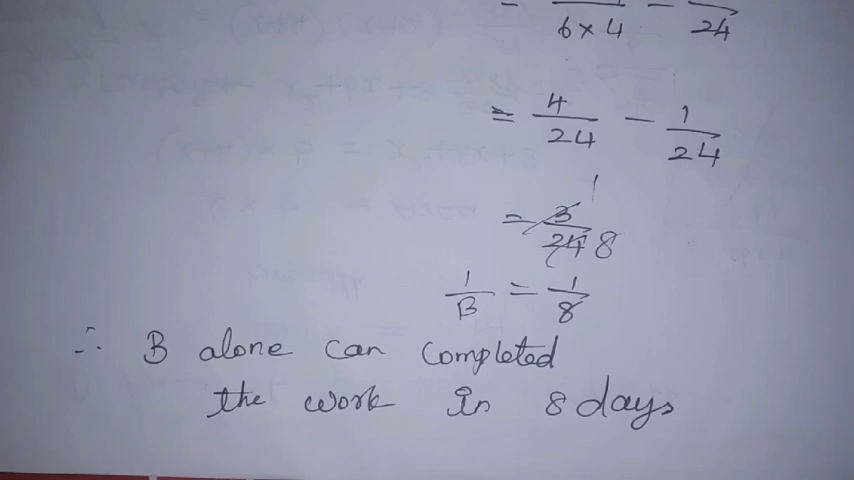 = ― 6 x 4 - ― 24
= 4/24 - 1/24
= 3/24 1 8
1/B = 1/8
∴ B alone can completed
the work in 8 days